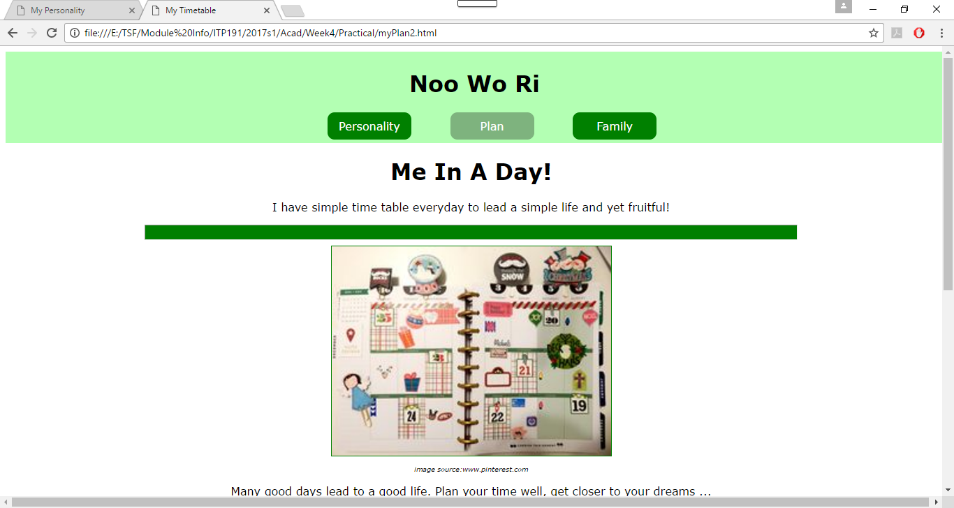 My Personality
My Timetable
file:///E:/TSF/Module%20Info/ITP191/2017s1/Acad/Week4/Practical/myPlan2.html
Noo Wo Ri
Personality Plan Family
Me In A Day!
I have simple time table everyday to lead a simple life and yet fruitful!
SNOW
25
20
23
21
24
22
19
image source:www.pinterest.com
Many good days lead to a good life. Plan your time well, get closer to your dreams ...